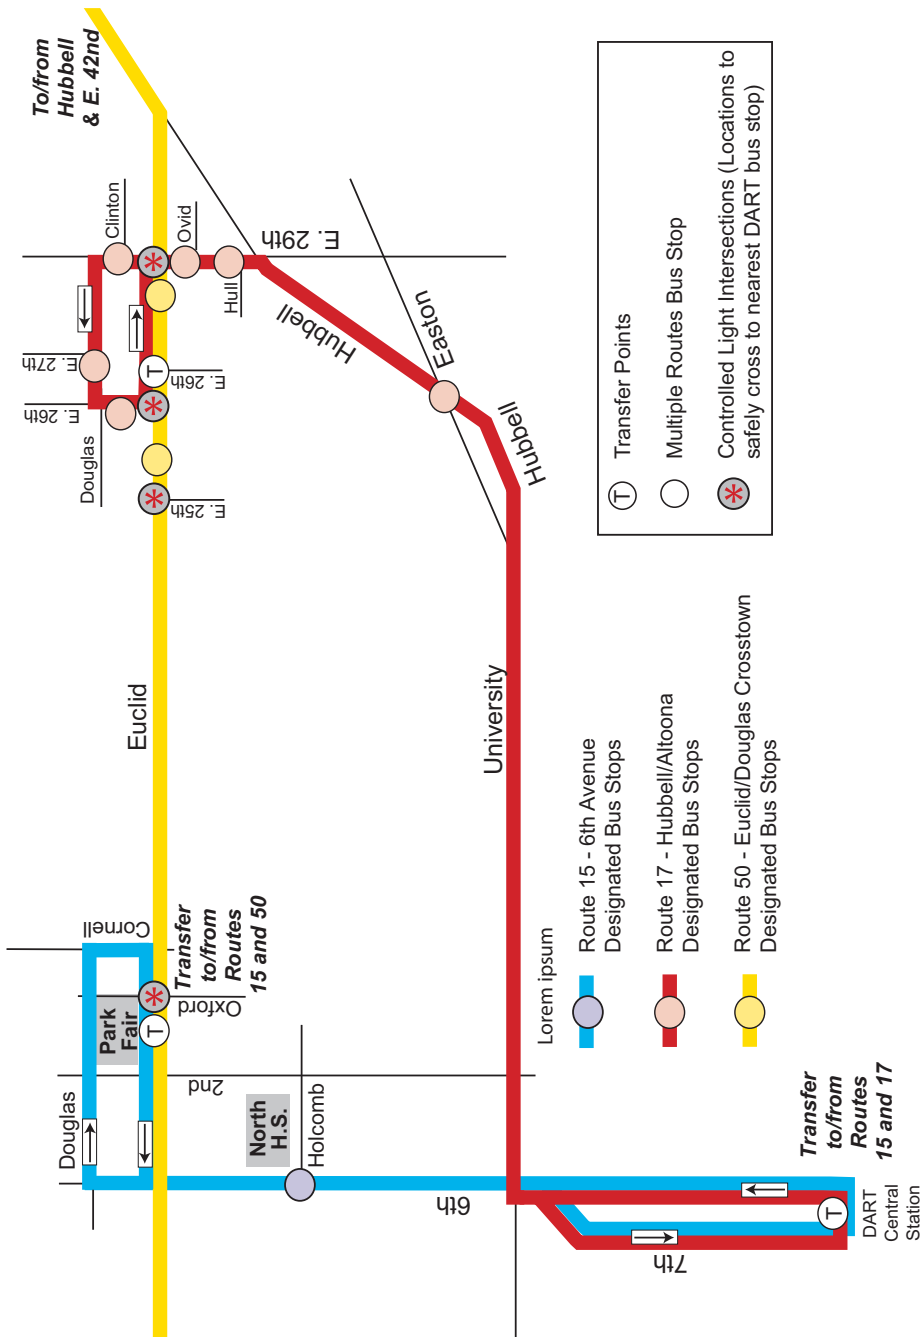 To/from
Hubbell
& E. 42nd
Clinton
Ovid
E. 29th
Hull
E. 27th
E. 26th
E. 26th
Douglas
E. 25th
Hubbell
Easton
Hubbell
Euclid
University
Cornell
Transfer
to/from
Routes
15 and 50
Oxford
Park
Fair
T
T
2nd
Douglas
North
H.S.
Holcomb
6th
7th
T
DART
Central
Station
Transfer
to/from
Routes
15 and 17
Lorem ipsum
Route 15 - 6th Avenue
Designated Bus Stops
Route 17 - Hubbell/Altoona
Designated Bus Stops
Route 50 - Euclid/Douglas Crosstown
Designated Bus Stops
T Transfer Points
Multiple Routes Bus Stop
* Controlled Light Intersections (Locations to
safely cross to nearest DART bus stop)